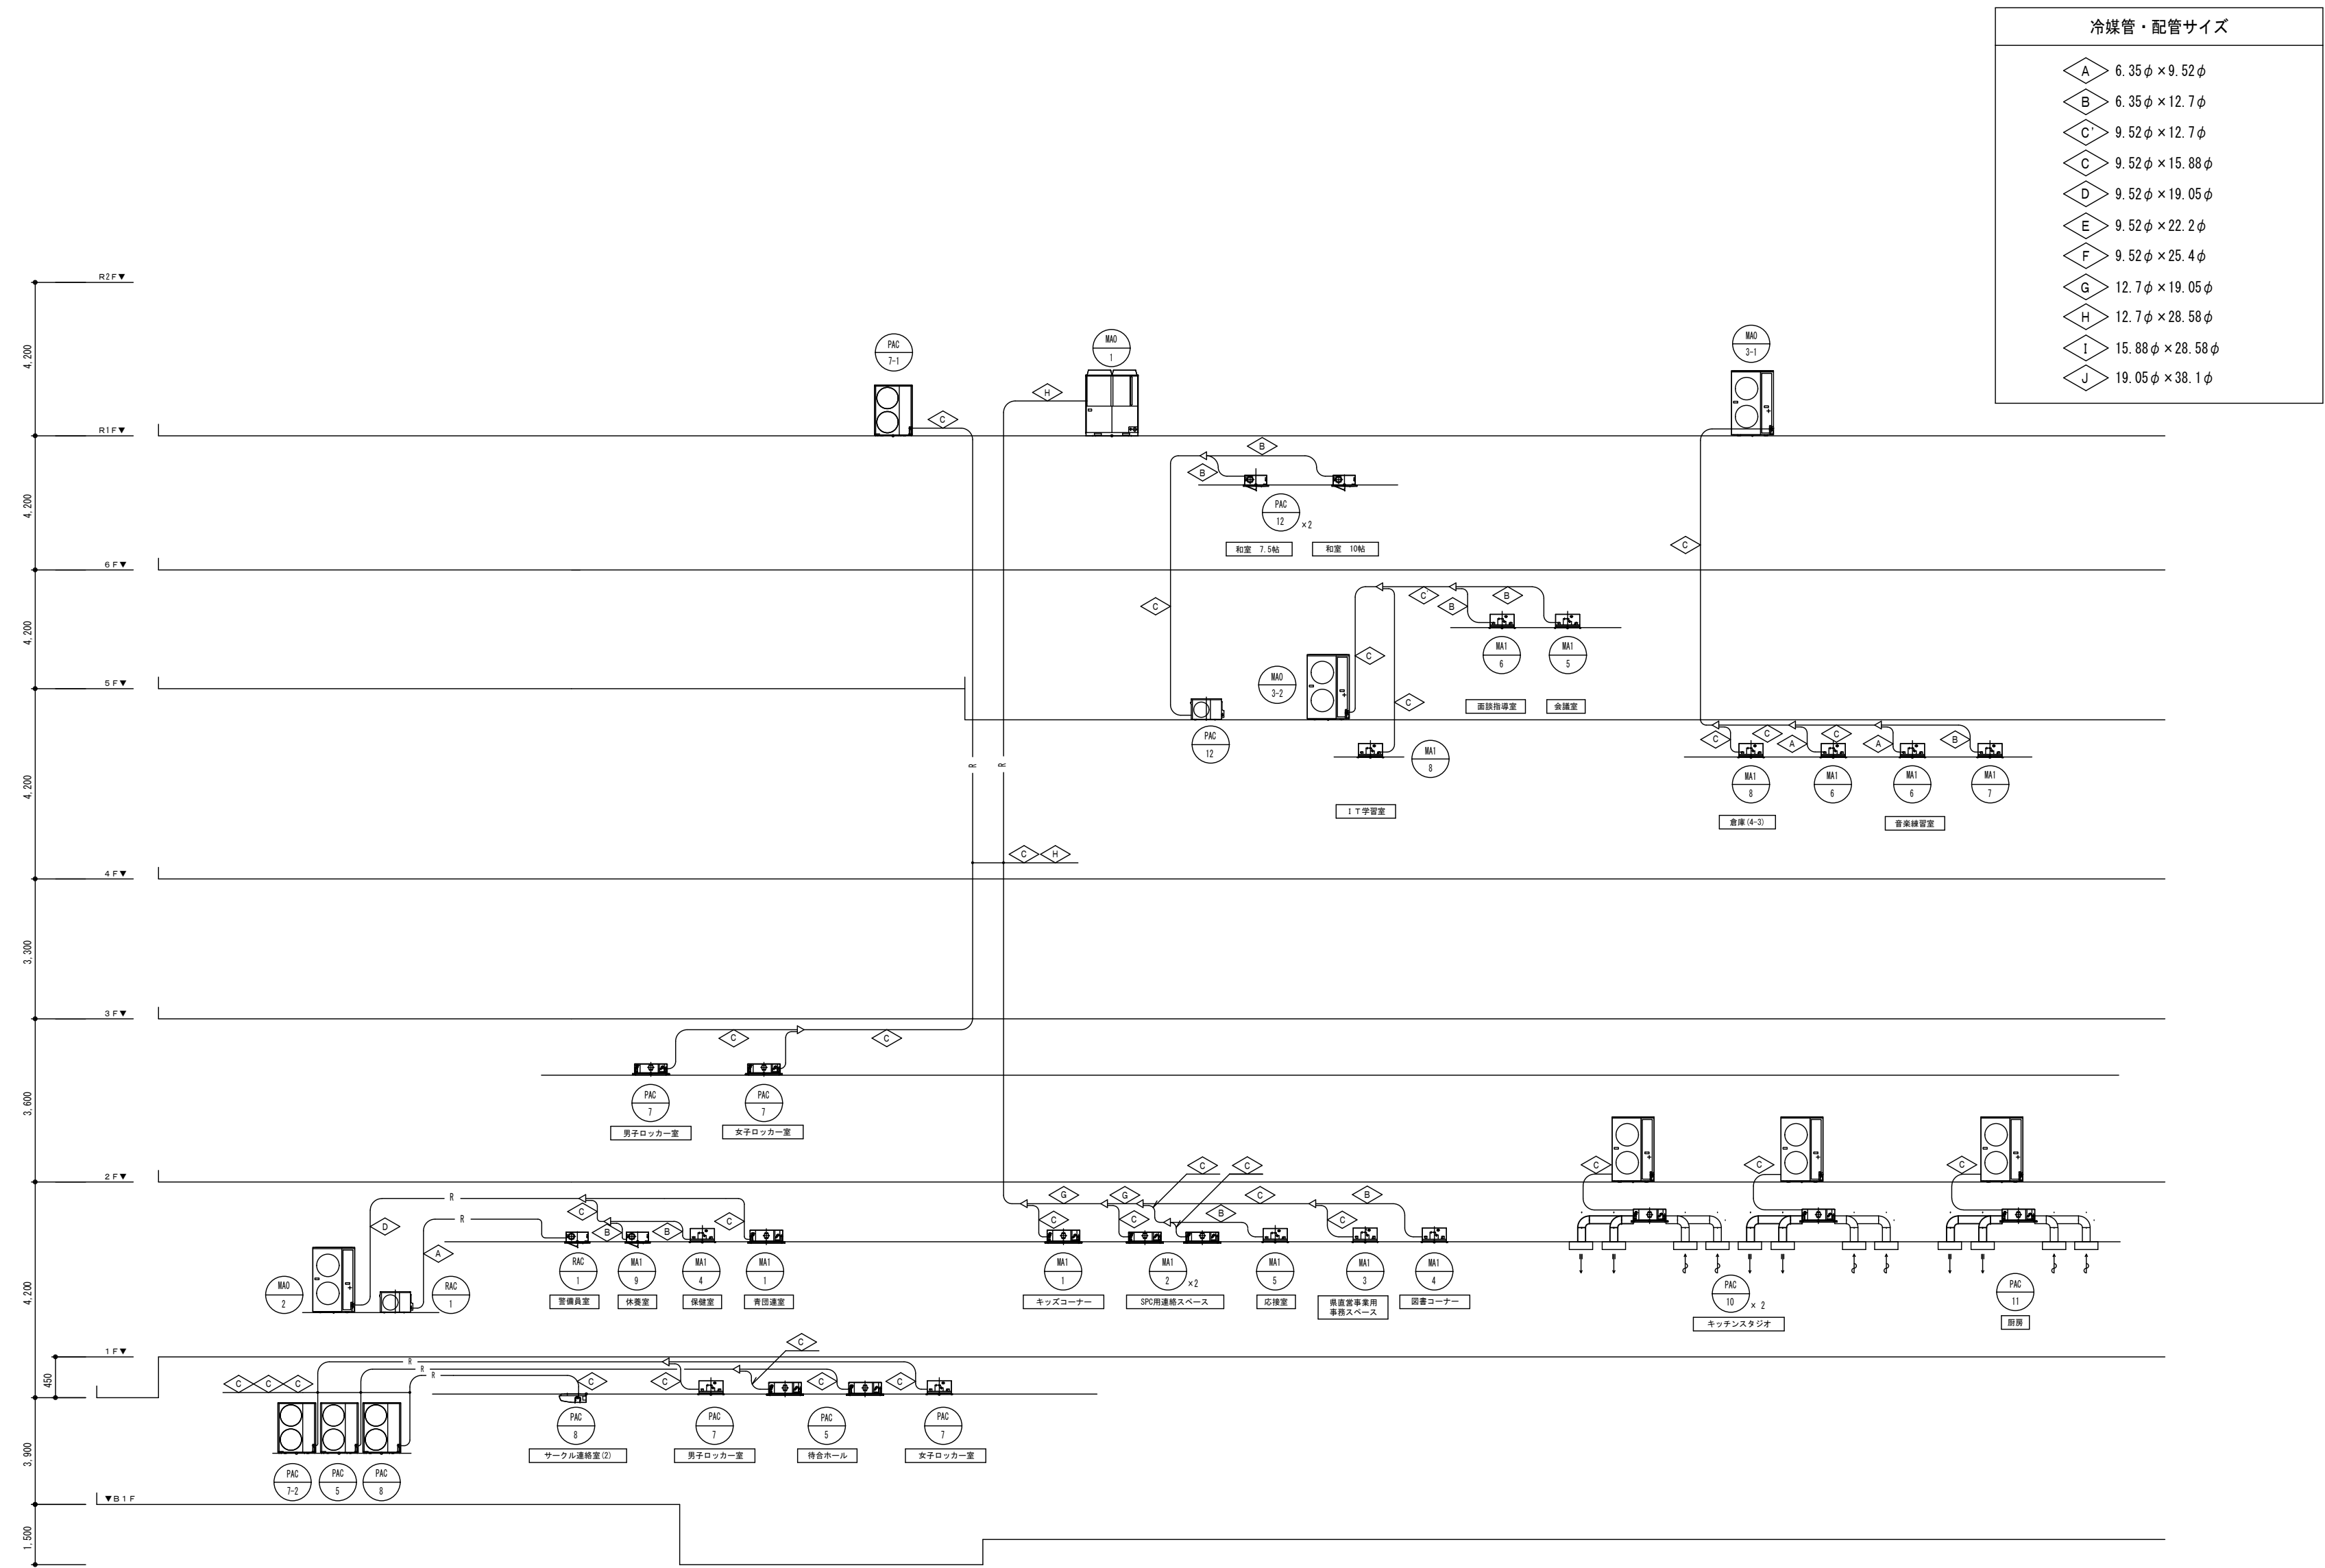 冷媒管・配管サイズ
A 6.35φ×9.52φ
B 6.35φ×12.7φ
C' 9.52φ×12.7φ
C 9.52φ×15.88φ
D 9.52φ×19.05φ
E 9.52φ×22.2φ
F 9.52φ×25.4φ
G 12.7φ×19.05φ
H 12.7φ×28.58φ
I 15.88φ×28.58φ
J 19.05φ×38.1φ
R2F▼
4.200
PAC
7-1
MAO
1
MAO
3-1
C
H
R1F▼
4.200
B
B
PAC
12
×2
和室 7.5帖
和室 10帖
C
6F▼
4.200
C
C
B
B
C
MA1
6
MA1
5
MAO
3-2
C
面談指導室
会議室
5F▼
4.200
PAC
12
MA1
8
C
C
A
C
A
B
R
R
MA1
8
MA1
6
MA1
6
MA1
7
IT学習室
倉庫(4-3)
音楽練習室
C
H
4F▼
3.300
3F▼
3.600
C
C
PAC
7
PAC
7
男子ロッカー室
女子ロッカー室
C
C
C
C
C
2F▼
4.200
R
R
D
A
C
B
B
C
G
G
C
B
C
C
B
C
MAO
2
RAC
1
RAC
1
MA1
9
MA1
4
MA1
1
MA1
1
MA1
2
×2
MA1
5
MA1
3
MA1
4
警備員室
休養室
保健室
青団連室
キッズコーナー
SPC用連絡スペース
応接室
県直営事業用
事務スペース
図書コーナー
PAC
10
× 2
キッチンスタジオ
PAC
11
厨房
1F▼
450
C
R
R
R
C
C
C
C
C
C
C
PAC
8
PAC
7
PAC
5
PAC
7
サークル連絡室(2)
男子ロッカー室
待合ホール
女子ロッカー室
3.900
PAC
7-2
PAC
5
PAC
8
▼B1F
1.500